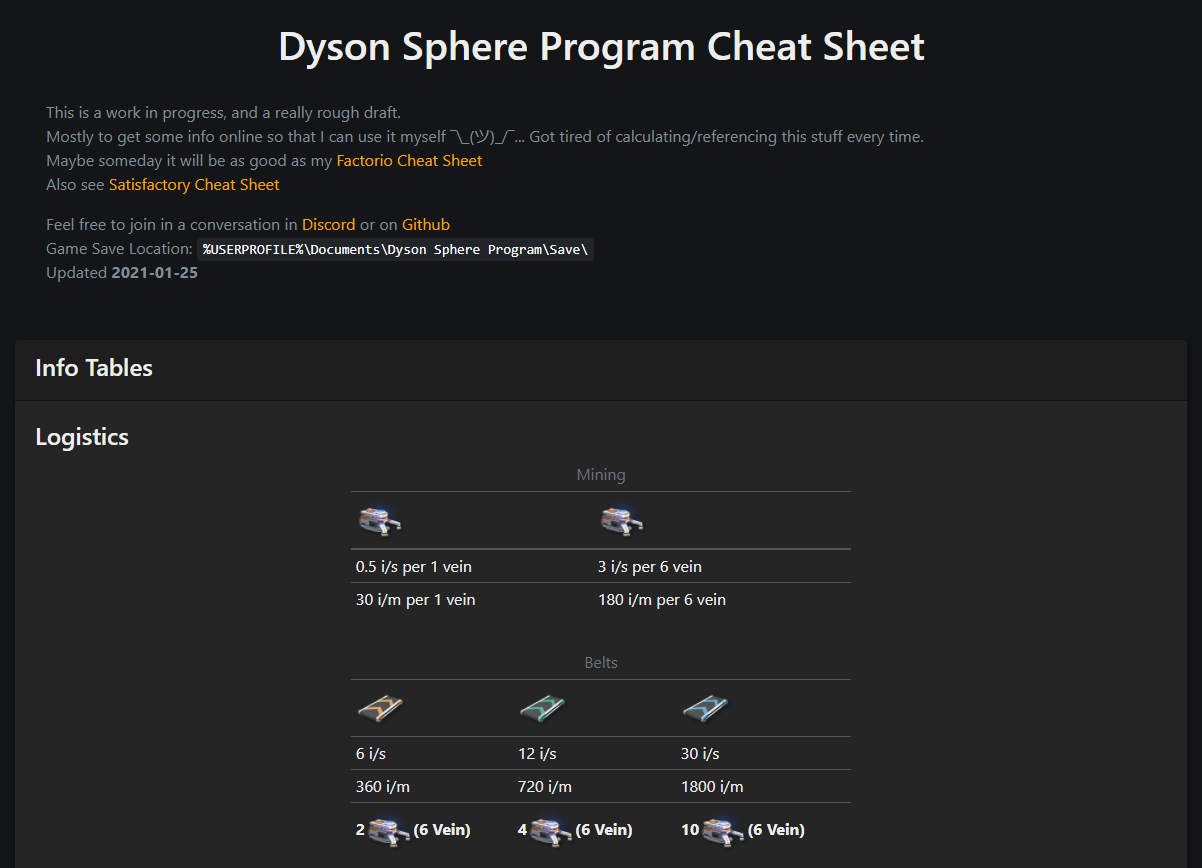 Dyson Sphere Program Cheat Sheet
This is a work in progress, and a really rough draft.
Mostly to get some info online so that I can use it myself ¯\_(ツ)_/¯... Got tired of calculating/referencing this stuff every time.
Maybe someday it will be as good as my Factorio Cheat Sheet
Also see Satisfactory Cheat Sheet
Feel free to join in a conversation in Discord or on Github
Game Save Location: %USERPROFILE%\Documents\Dyson Sphere Program\Save\
Updated 2021-01-25
Info Tables
Logistics
Mining
0.5 i/s per 1 vein 3 i/s per 6 vein
30 i/m per 1 vein 180 i/m per 6 vein
Belts
6 i/s 12 i/s 30 i/s
360 i/m 720 i/m 1800 i/m
2 (6 Vein) 4 (6 Vein) 10 (6 Vein)